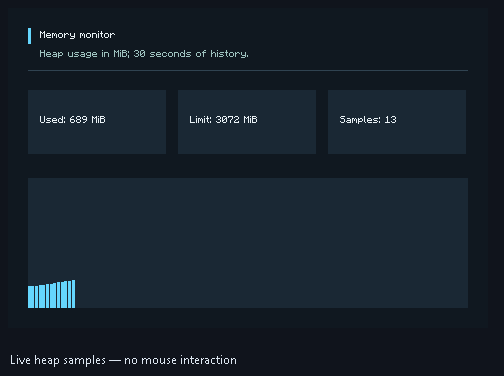 Memory monitor
Heap usage in MiB; 30 seconds of history.
Used: 689 MiB
Limit: 3072 MiB
Samples: 13
Live heap samples — no mouse interaction